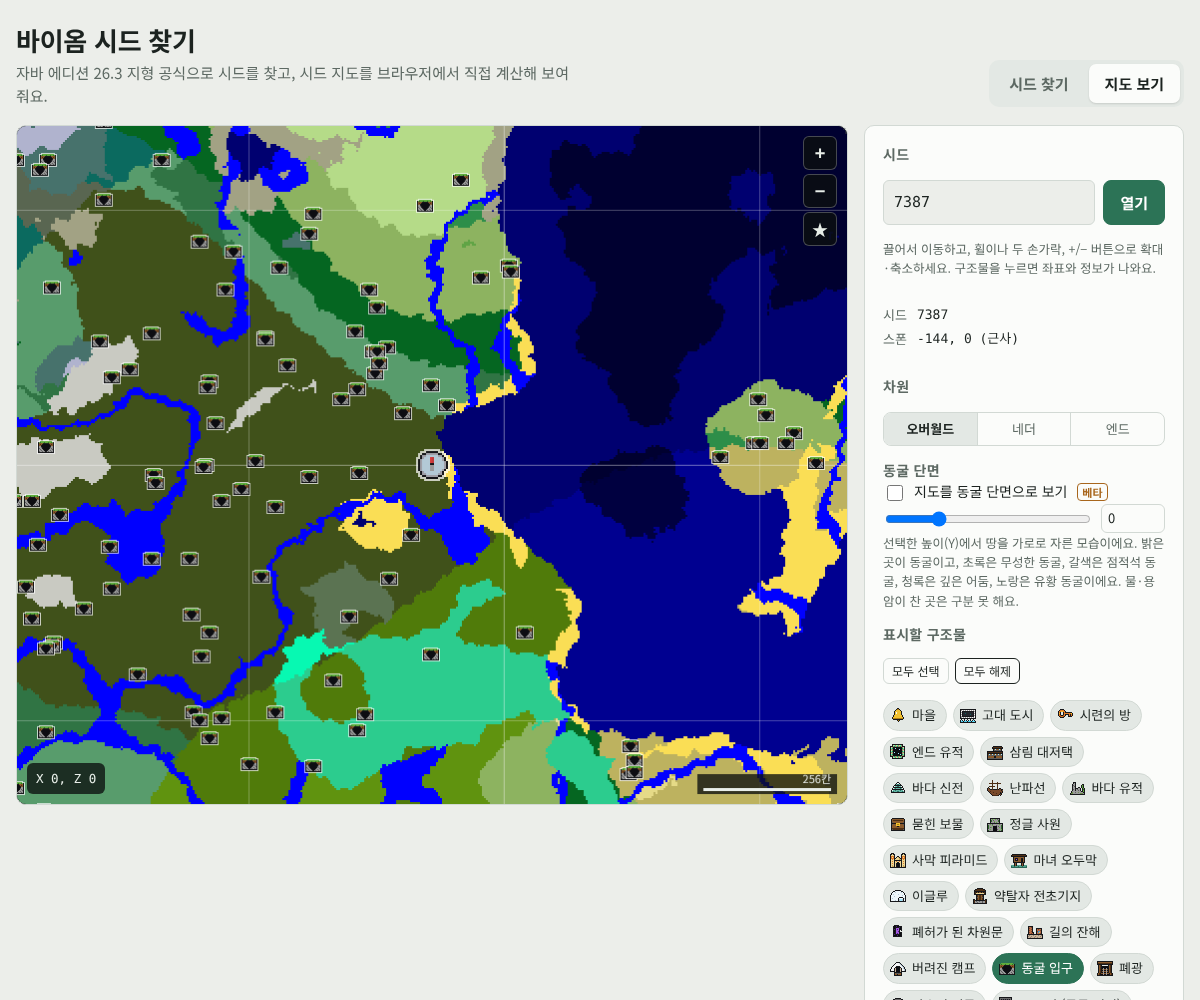 바이옴 시드 찾기
자바 에디션 26.3 지형 공식으로 시드를 찾고, 시드 지도를 브라우저에서 직접 계산해 보여
줘요.
시드 찾기
지도 보기
+
−
★
X 0, Z 0
256칸
시드
7387
열기
끌어서 이동하고, 휠이나 두 손가락, +/− 버튼으로 확대
·축소하세요. 구조물을 누르면 좌표와 정보가 나와요.
시드 7387
스폰 -144, 0 (근사)
차원
오버월드
네더
엔드
동굴 단면
지도를 동굴 단면으로 보기 베타
0
선택한 높이(Y)에서 땅을 가로로 자른 모습이에요. 밝은
곳이 동굴이고, 초록은 무성한 동굴, 갈색은 점적석 동
굴, 청록은 깊은 어둠, 노랑은 유황 동굴이에요. 물·용
암이 찬 곳은 구분 못 해요.
표시할 구조물
모두 선택
모두 해제
마을
고대 도시
시련의 방
엔드 유적
삼림 대저택
바다 신전
난파선
바다 유적
묻힌 보물
정글 사원
사막 피라미드
마녀 오두막
이글루
약탈자 전초기지
폐허가 된 차원문
길의 잔해
버려진 캠프
동굴 입구
폐광